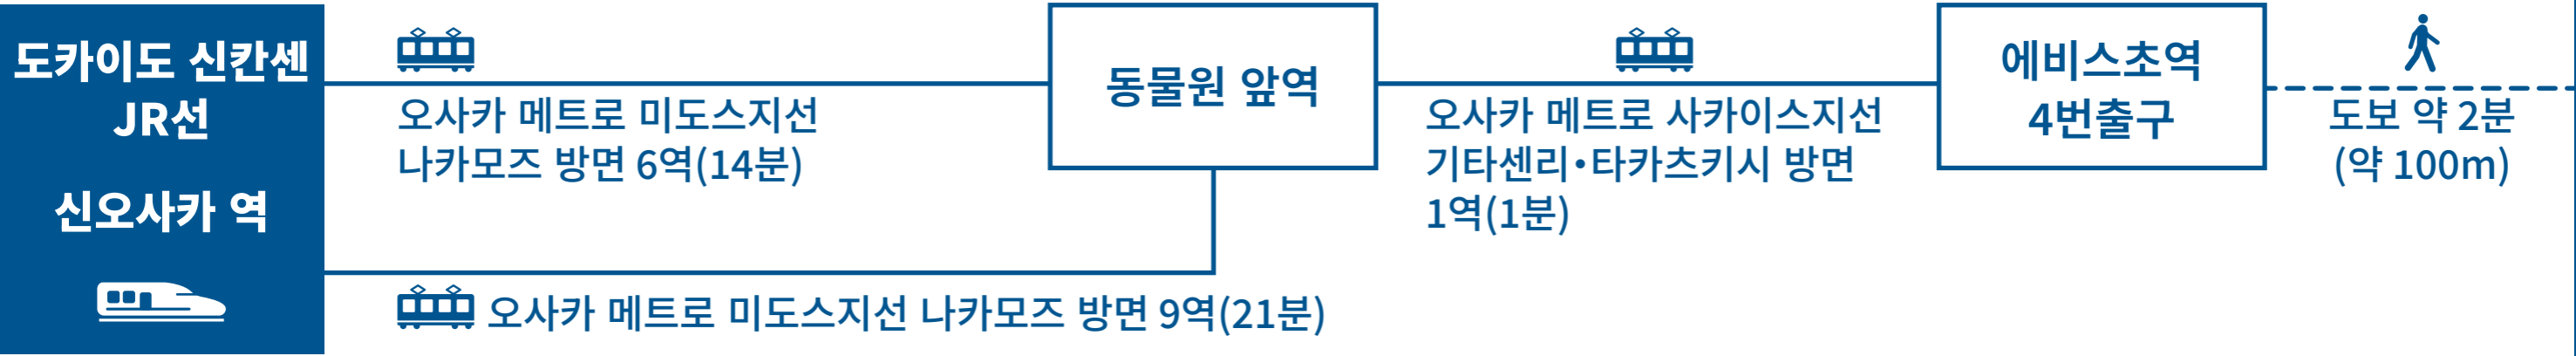 도카이도 신칸센
JR선
신오사카 역
오사카 메트로 미도스지선
나카모즈 방면 6역(14분)
동물원 앞역
오사카 메트로 사카이스지선
기타센리・타카츠키시 방면
1역(1분)
에비스초역
4번출구
도보 약 2분
(약 100m)
오사카 메트로 미도스지선 나카모즈 방면 9역(21분)